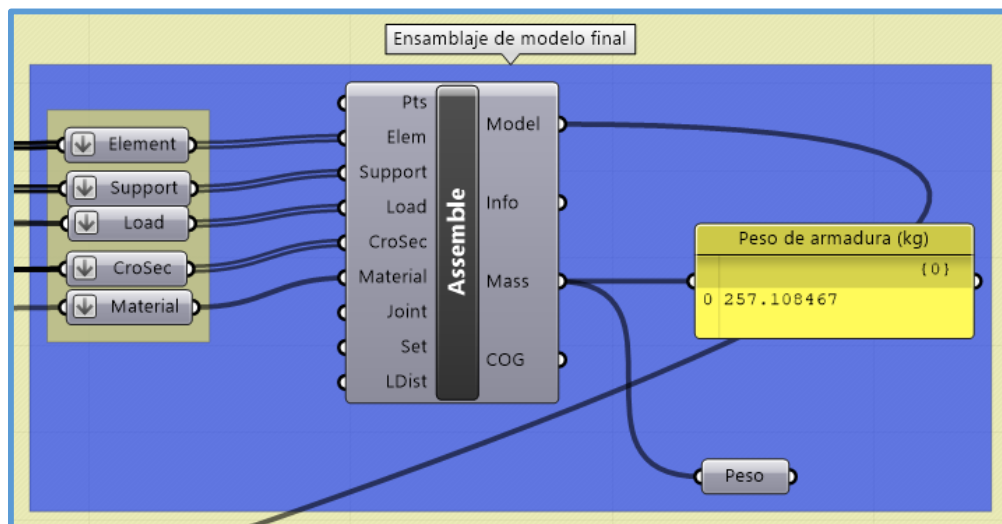 Ensamblaje de modelo final
Element
Support
Load
CroSec
Material
Pts
Elem
Support
Load
CroSec
Material
Joint
Set
LDist
Assemble
Model
Info
Mass
COG
Peso de armadura (kg)
{0}
0 257.108467
Peso